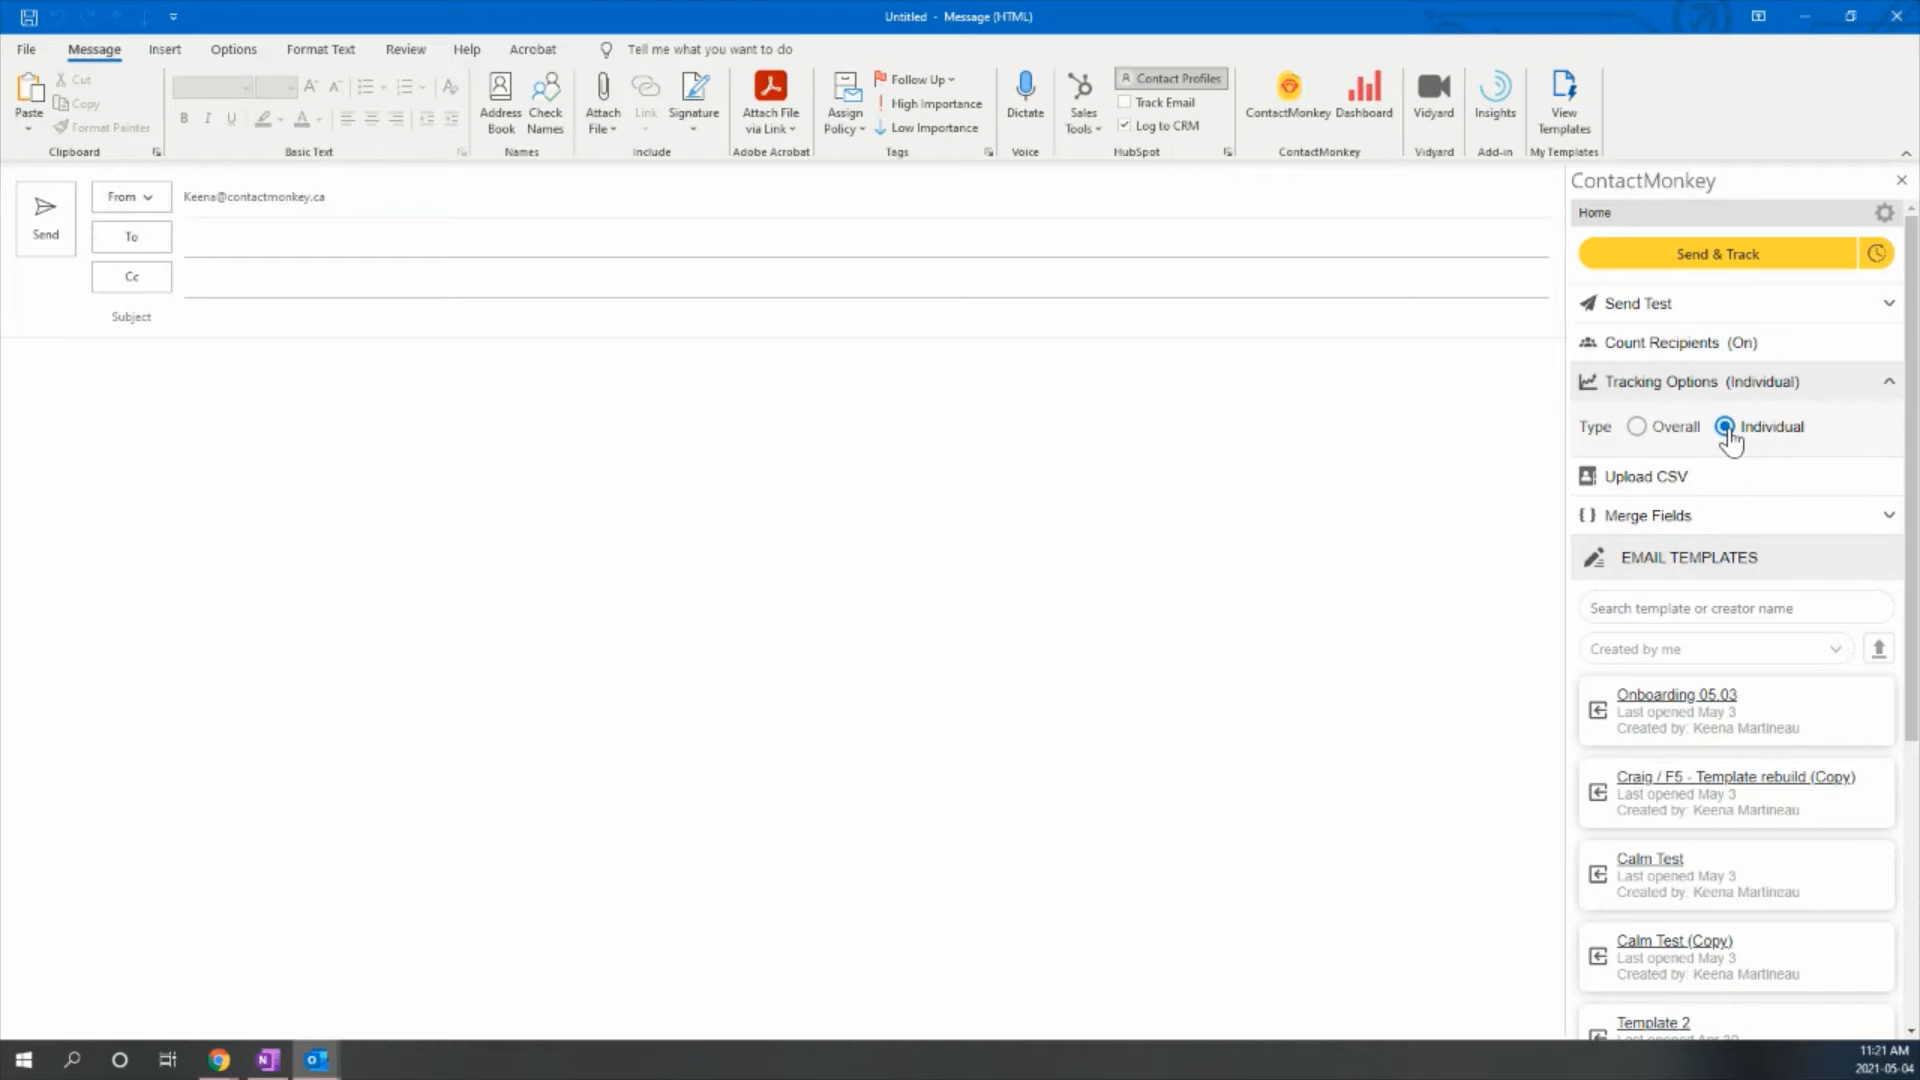 Untitled - Message (HTML)
File Message Insert Options Format Text Review Help Acrobat Tell me what you want to do
Paste
Cut
Copy
Format Painter
Clipboard
B I U
Basic Text
Address Book
Check Names
Names
Attach File
Link
Signature
Include
Attach File via Link
Adobe Acrobat
Assign Policy
Follow Up
High Importance
Low Importance
Tags
Dictate
Voice
Sales Tools
Contact Profiles
Track Email
Log to CRM
HubSpot
ContactMonkey
Dashboard
ContactMonkey
Vidyard
Vidyard
Insights
Add-in
View Templates
My Templates
Send
From
Keena@contactmonkey.ca
To
Cc
Subject
ContactMonkey
Home
Send & Track
Send Test
Count Recipients (On)
Tracking Options (Individual)
Type Overall Individual
Upload CSV
{ } Merge Fields
EMAIL TEMPLATES
Search template or creator name
Created by me
Onboarding 05.03
Last opened May 3
Created by: Keena Martineau
Craig / F5 - Template rebuild (Copy)
Last opened May 3
Created by: Keena Martineau
Calm Test
Last opened May 3
Created by: Keena Martineau
Calm Test (Copy)
Last opened May 3
Created by: Keena Martineau
Template 2
11:21 AM
2021-05-04